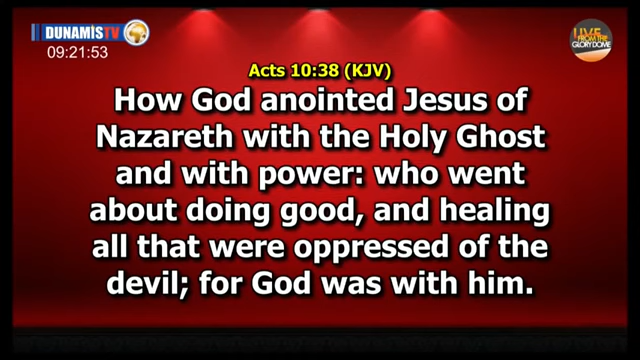 DUNAMIS TV
09:21:53
LIVE
FROM THE
GLORY DOME
Acts 10:38 (KJV)
How God anointed Jesus of
Nazareth with the Holy Ghost
and with power: who went
about doing good, and healing
all that were oppressed of the
devil; for God was with him.